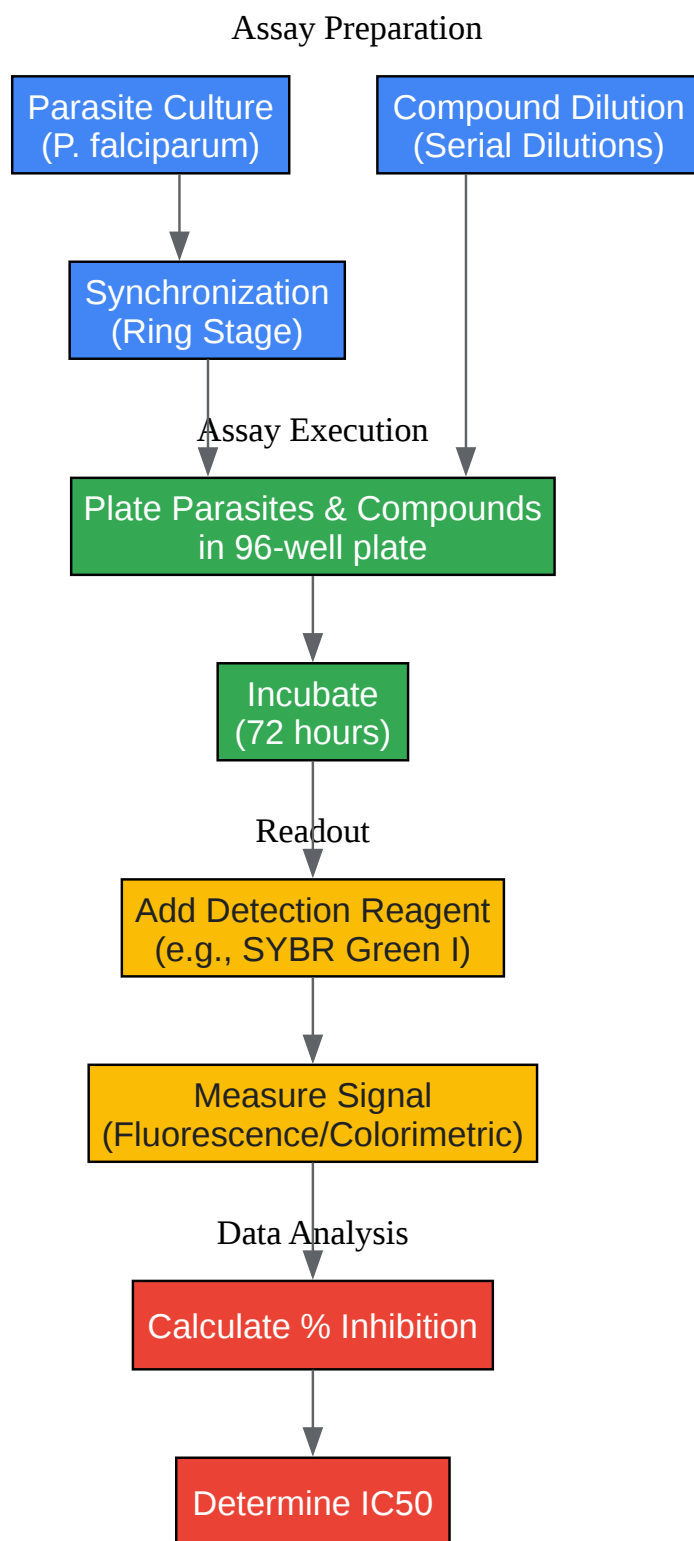 Assay Preparation
Parasite Culture
(P. falciparum)
Compound Dilution
(Serial Dilutions)
Synchronization
(Ring Stage)
Assay Execution
Plate Parasites & Compounds
in 96-well plate
Incubate
(72 hours)
Readout
Add Detection Reagent
(e.g., SYBR Green I)
Measure Signal
(Fluorescence/Colorimetric)
Data Analysis
Calculate % Inhibition
Determine IC50